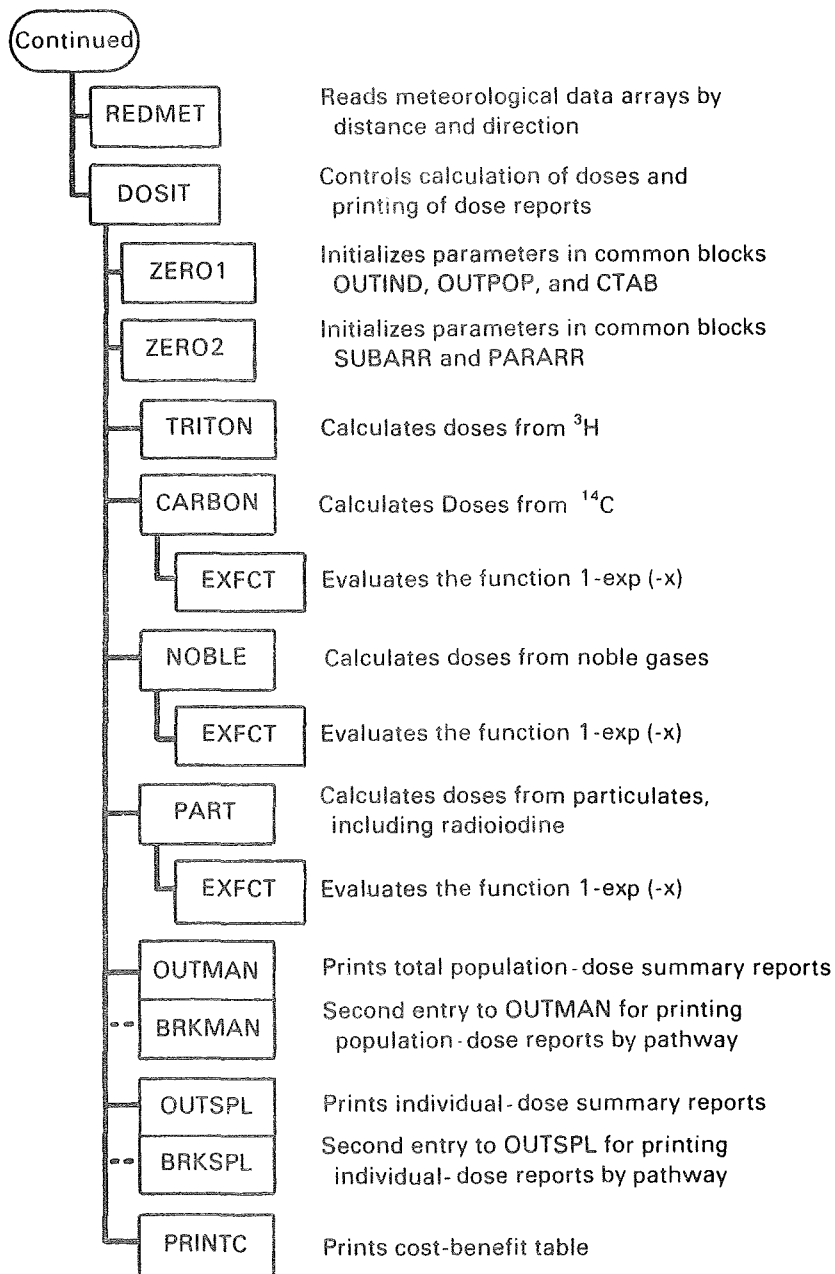 Continued
REDMET
Reads meteorological data arrays by
distance and direction
DOSIT
Controls calculation of doses and
printing of dose reports
ZERO1
Initializes parameters in common blocks
OUTIND, OUTPOP, and CTAB
ZERO2
Initializes parameters in common blocks
SUBARR and PARARR
TRITON
Calculates doses from ³H
CARBON
Calculates Doses from ¹⁴C
EXFCT
Evaluates the function 1-exp (-x)
NOBLE
Calculates doses from noble gases
EXFCT
Evaluates the function 1-exp (-x)
PART
Calculates doses from particulates,
including radioiodine
EXFCT
Evaluates the function 1-exp (-x)
OUTMAN
Prints total population-dose summary reports
BRKMAN
Second entry to OUTMAN for printing
population-dose reports by pathway
OUTSPL
Prints individual-dose summary reports
BRKSPL
Second entry to OUTSPL for printing
individual-dose reports by pathway
PRINTC
Prints cost-benefit table